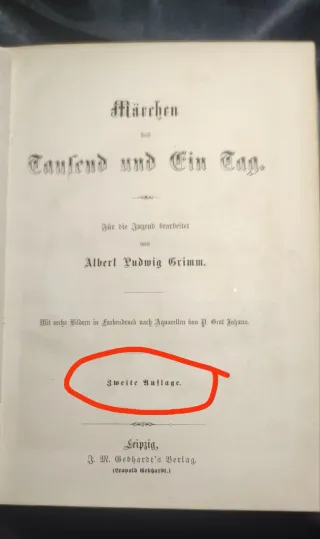 Märchen
aus
Tausend und Ein Tag.
Für die Jugend bearbeitet
von
Albert Ludwig Grimm.
Mit sechs Bildern in Farbendruck nach Aquarellen von P. Grot Johann.
Zweite Auflage.
Leipzig,
J. M. Gebhardt's Verlag.
(Leopold Gebhardt.)